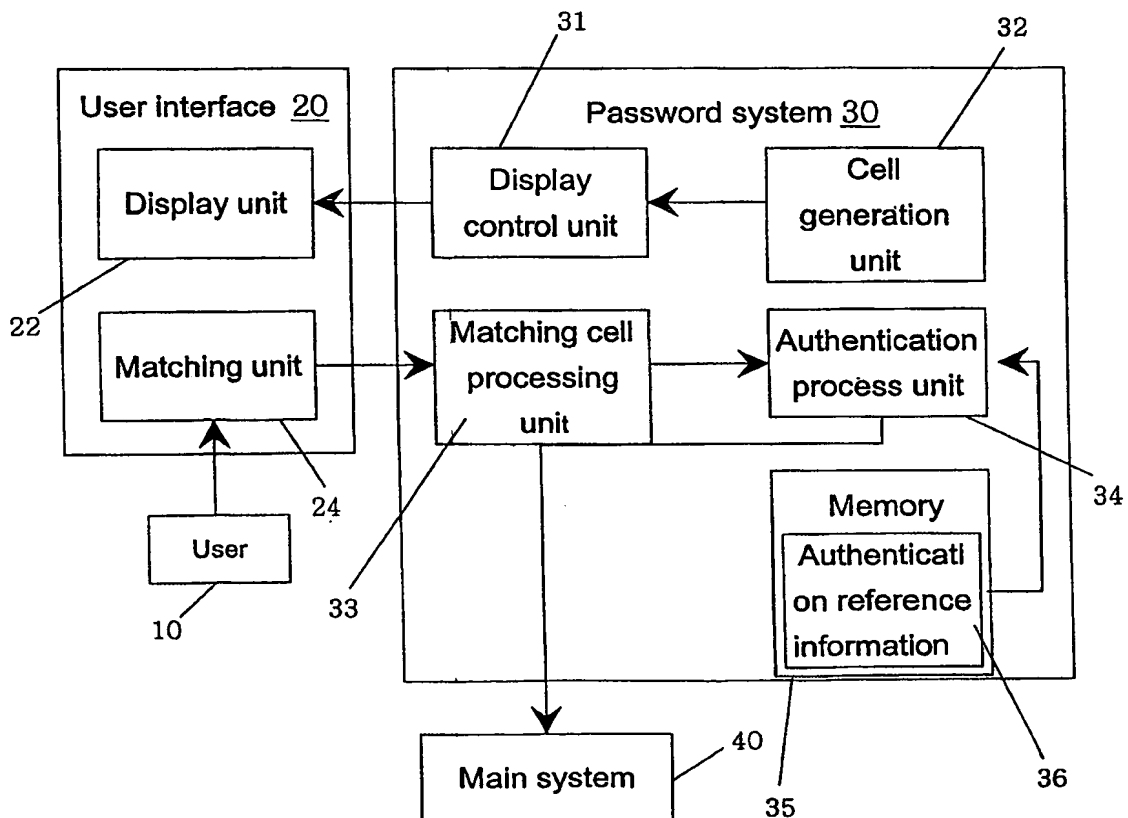 31
32
User interface 20
Password system 30
Display unit
Display
control unit
Cell
generation
unit
22
Matching unit
Matching cell
processing
unit
Authentication
process unit
24
34
User
Memory
10
33
Authenticati
on reference
information
Main system
40
35
36